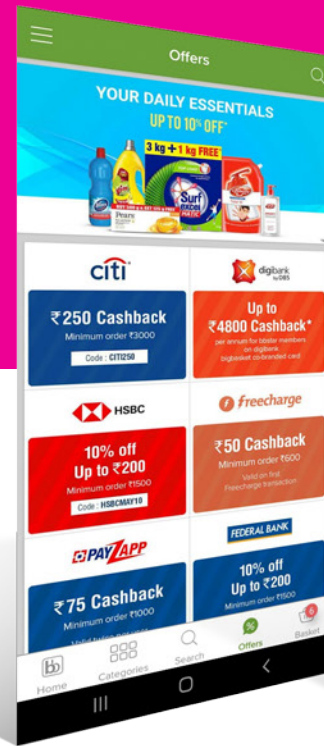 Offers
YOUR DAILY ESSENTIALS
UP TO 10% OFF*
3 kg + 1 kg FREE
Surf
excel
MATIC
Pears
citi
₹250 Cashback
Minimum order ₹3000
Code : CITI250
digibank
by DBS
Up to
₹4800 Cashback*
per annum for bbstar members
on digibank
bigbasket co-branded card
HSBC
10% off
Up to ₹200
Minimum order ₹1500
Code : HSBCMAY10
freecharge
₹50 Cashback
Minimum order ₹600
Valid on first
Freecharge transaction
PAYZAPP
₹75 Cashback
Minimum order ₹1000
FEDERAL BANK
10% off
Up to ₹200
Minimum order ₹1500
bb
Home
Categories
Search
%
Offers
6
Basket